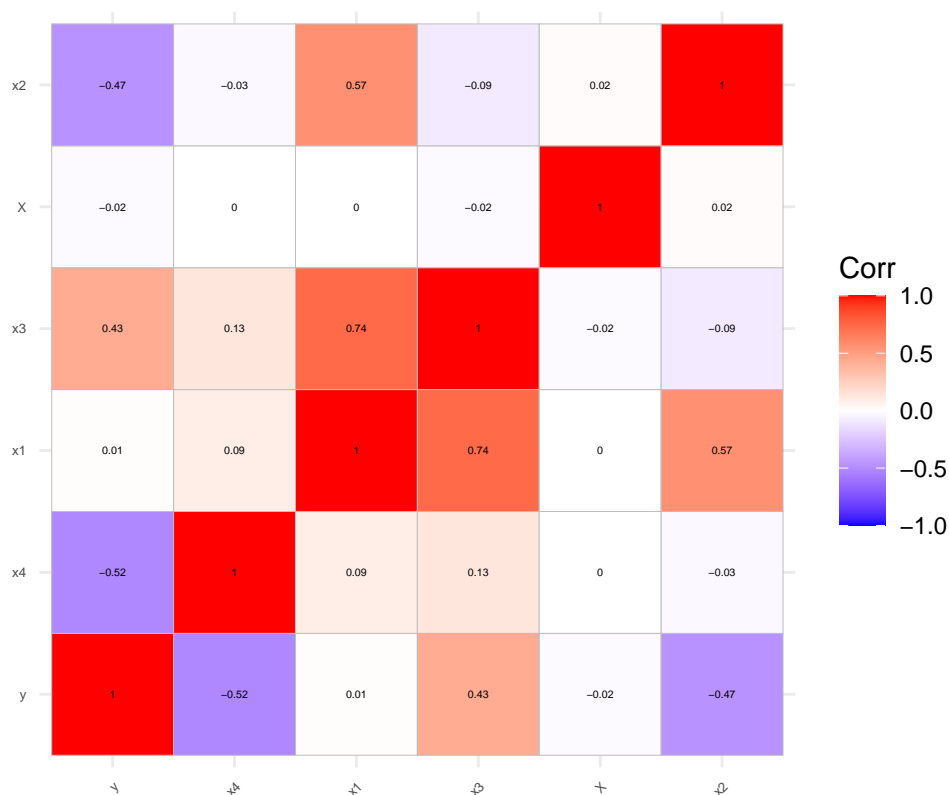 x2 −0.47 −0.03 0.57 −0.09 0.02 1
X −0.02 0 0 −0.02 1 0.02
x3 0.43 0.13 0.74 1 −0.02 −0.09
x1 0.01 0.09 1 0.74 0 0.57
x4 −0.52 1 0.09 0.13 0 −0.03
y 1 −0.52 0.01 0.43 −0.02 −0.47
y x4 x1 x3 X x2
Corr
1.0
0.5
0.0
−0.5
−1.0